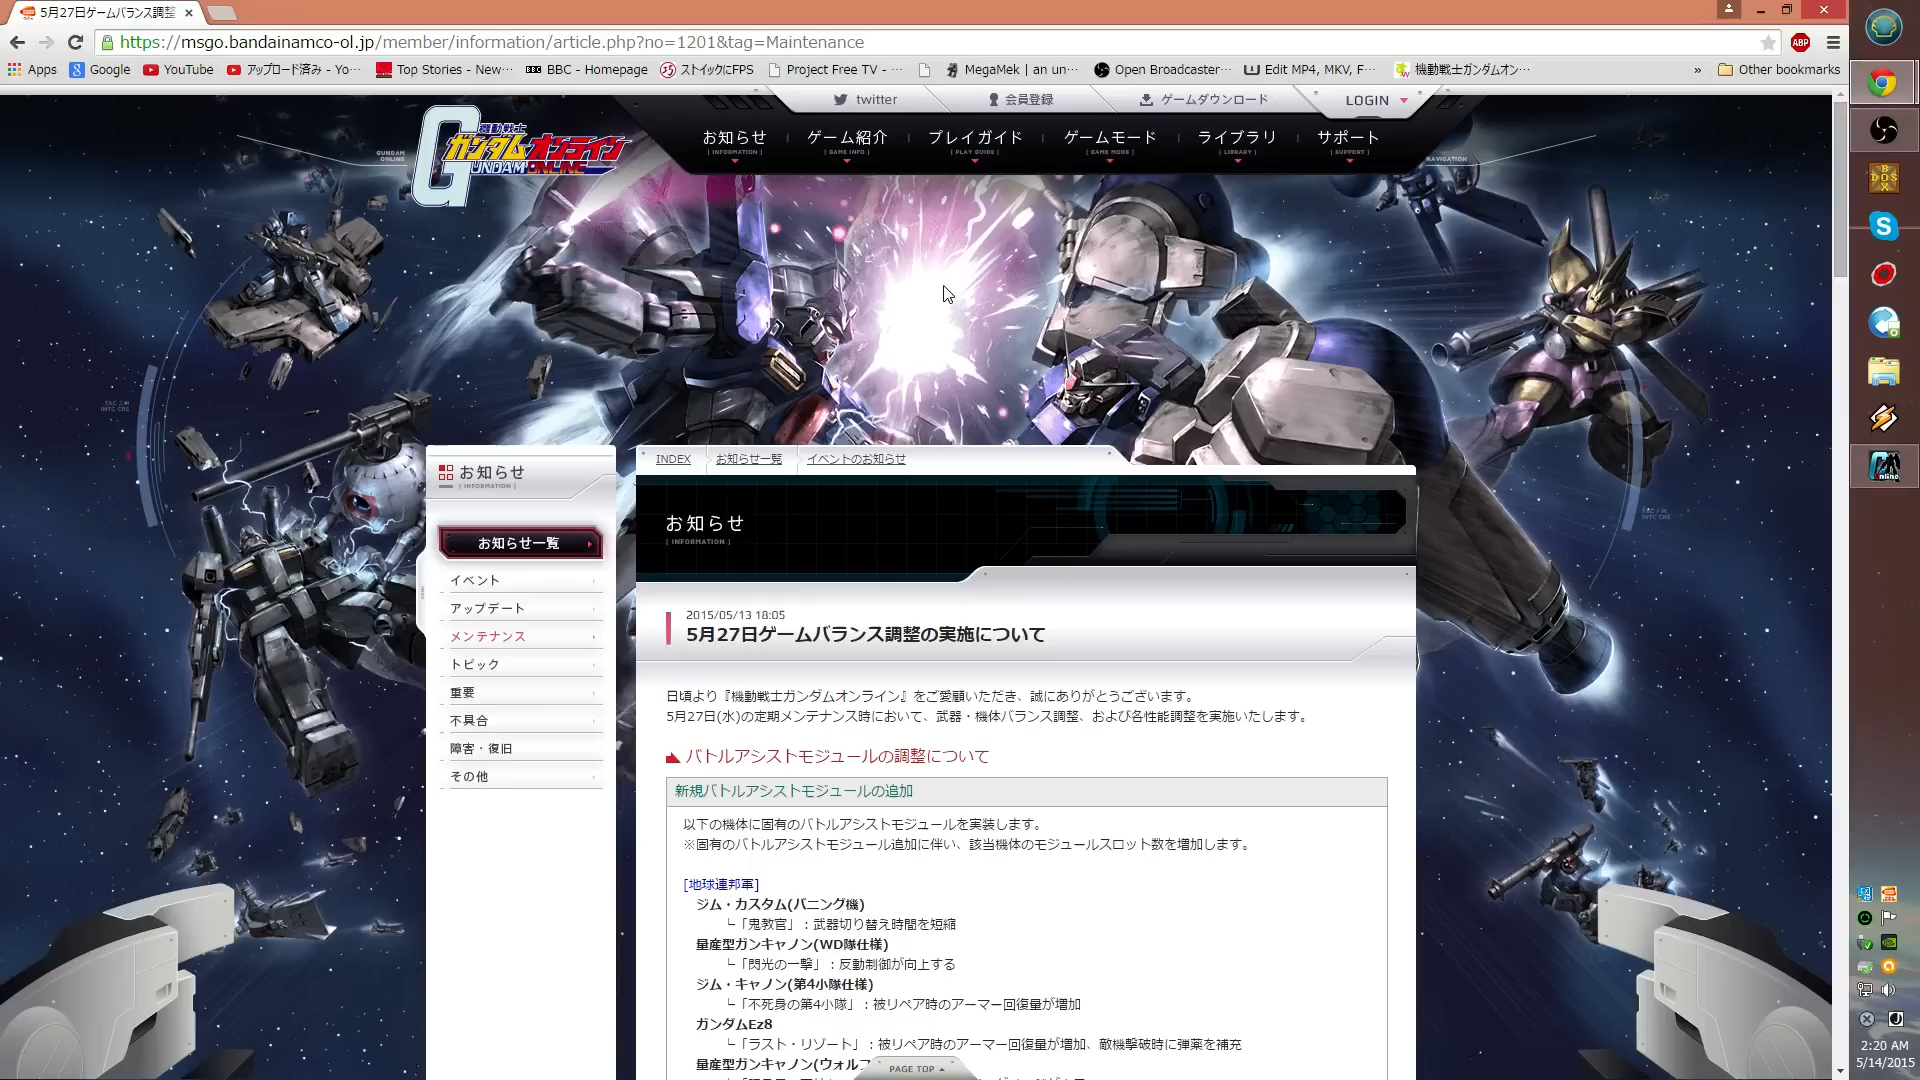 5月27日ゲームバランス調整
https://msgo.bandainamco-ol.jp/member/information/article.php?no=1201&tag=Maintenance
ABP
Apps
Google
YouTube
アップロード済み - Yo…
Top Stories - New…
BBC - Homepage
ストイックにFPS
Project Free TV - …
MegaMek | an un…
Open Broadcaster…
Edit MP4, MKV, F…
機動戦士ガンダムオン…
»
Other bookmarks
twitter
会員登録
ゲームダウンロード
LOGIN
機動戦士
ガンダムオンライン
GUNDAM ONLINE
GUNDAM
ONLINE
お知らせ
[ INFORMATION ]
ゲーム紹介
[ GAME INFO ]
プレイガイド
[ PLAY GUIDE ]
ゲームモード
[ GAME MODE ]
ライブラリ
[ LIBRARY ]
サポート
[ SUPPORT ]
NAVIGATION
お知らせ
[ INFORMATION ]
お知らせ一覧
イベント
アップデート
メンテナンス
トピック
重要
不具合
障害・復旧
その他
INDEX
お知らせ一覧
イベントのお知らせ
お知らせ
[ INFORMATION ]
2015/05/13 18:05
5月27日ゲームバランス調整の実施について
日頃より『機動戦士ガンダムオンライン』をご愛顧いただき、誠にありがとうございます。
5月27日(水)の定期メンテナンス時において、武器・機体バランス調整、および各性能調整を実施いたします。
バトルアシストモジュールの調整について
新規バトルアシストモジュールの追加
以下の機体に固有のバトルアシストモジュールを実装します。
※固有のバトルアシストモジュール追加に伴い、該当機体のモジュールスロット数を増加します。
[地球連邦軍]
ジム・カスタム(バニング機)
└「鬼教官」：武器切り替え時間を短縮
量産型ガンキャノン(WD隊仕様)
└「閃光の一撃」：反動制御が向上する
ジム・キャノン(第4小隊仕様)
└「不死身の第4小隊」：被リペア時のアーマー回復量が増加
ガンダムEz8
└「ラスト・リゾート」：被リペア時のアーマー回復量が増加、敵機撃破時に弾薬を補充
量産型ガンキャノン(ウォルフ
PAGE TOP
DOS
BOX
Online
2:20 AM
5/14/2015